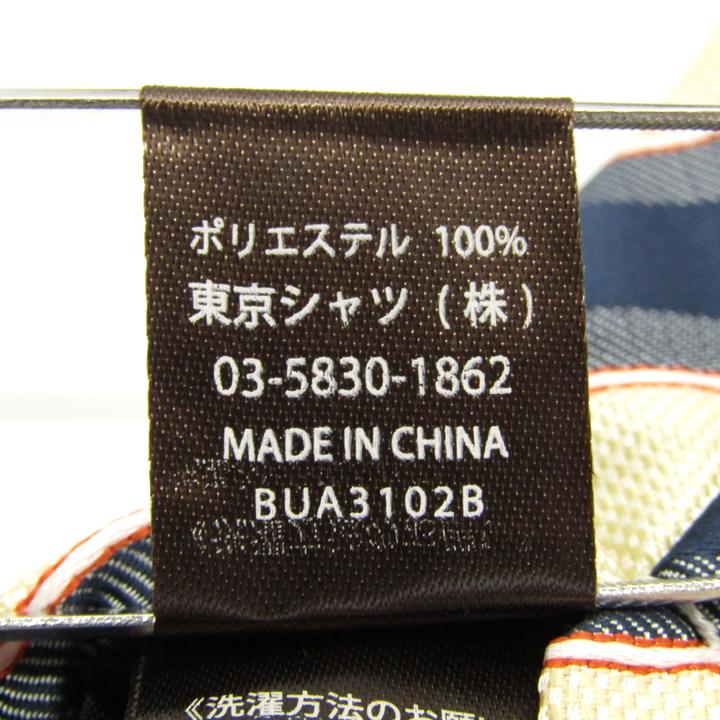 ポリエステル 100%
東京シャツ (株)
03-5830-1862
MADE IN CHINA
BUA3102B
《洗濯方法のお願い